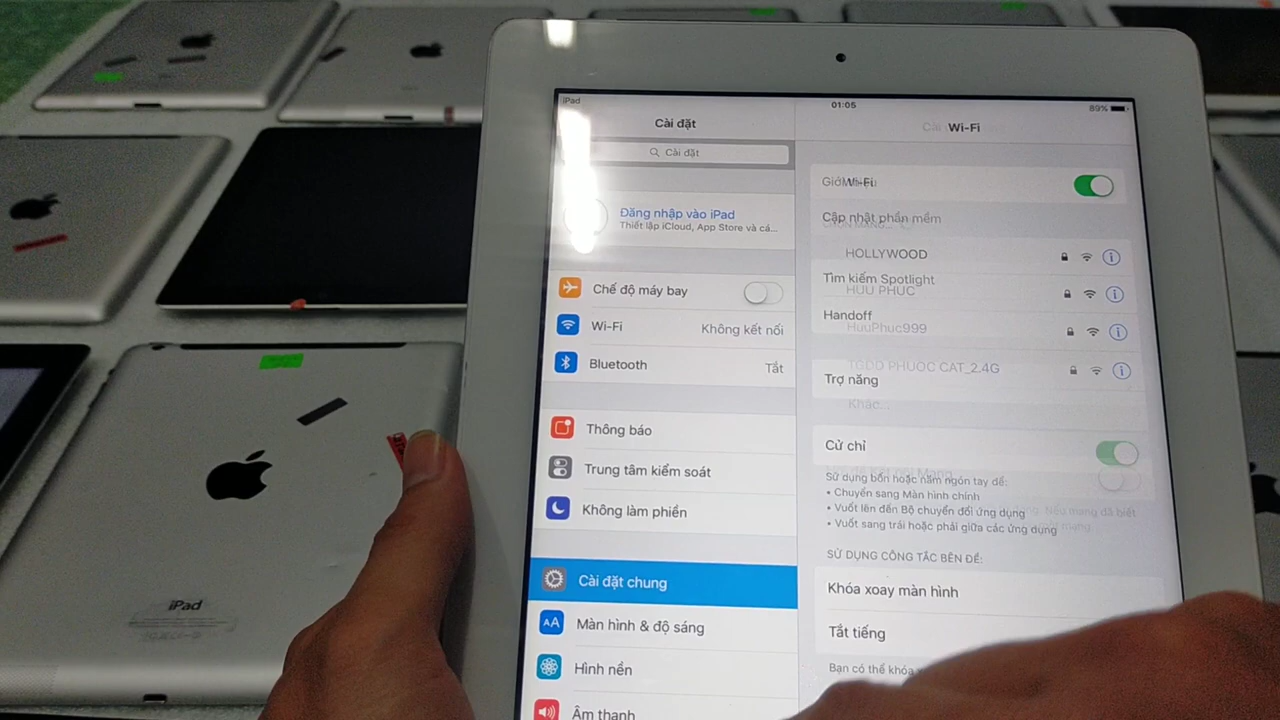 iPad
01:05
89%
Cài đặt
Cài đặt
Đăng nhập vào iPad
Thiết lập iCloud, App Store và cá...
Chế độ máy bay
Wi-Fi
Không kết nối
Bluetooth
Tắt
Thông báo
Trung tâm kiểm soát
Không làm phiền
Cài đặt chung
AA
Màn hình & độ sáng
Hình nền
Âm thanh
Wi-Fi
Wi-Fi
Cập nhật phần mềm
HOLLYWOOD
Tìm kiếm Spotlight
HUU PHUC
Handoff
HuuPhuc999
TGDD PHUOC CAT_2.4G
Trợ năng
Khác...
Cử chỉ
Sử dụng bốn hoặc năm ngón tay để:
• Chuyển sang Màn hình chính
• Vuốt lên đến Bộ chuyển đổi ứng dụng
• Vuốt sang trái hoặc phải giữa các ứng dụng
SỬ DỤNG CÔNG TẮC BÊN ĐỂ:
Khóa xoay màn hình
Tắt tiếng
Bạn có thể khóa
iPad